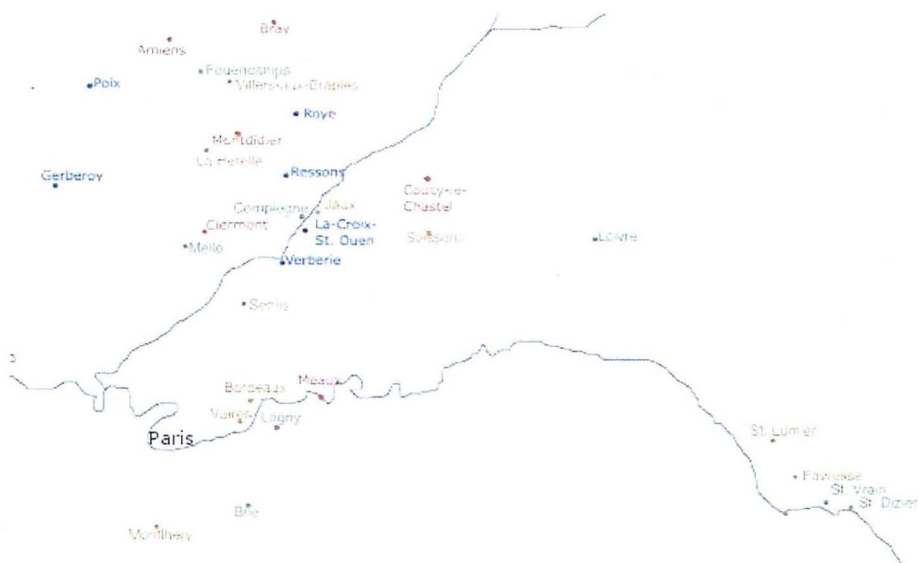 Bray
Amiens
Fouencamps
Poix
Villers-aux-Erables
Roye
Montdidier
La Herelle
Gerberoy
Ressons
Coucy-le-
Chastel
Jaux
Compiegne
Clermont
La-Croix-
St. Ouen
Soissons
Loivre
Mello
Verberie
Senlis
Meaux
Bordeaux
Vaires
Lagny
Paris
St. Lumier
St. Vrain
St. Dizier
Brie
Montlhery